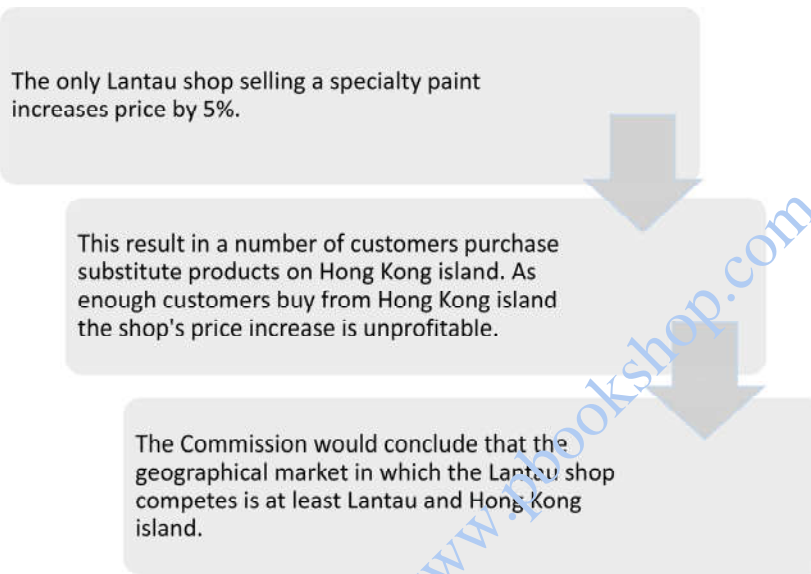 The only Lantau shop selling a specialty paint
increases price by 5%.
This result in a number of customers purchase
substitute products on Hong Kong island. As
enough customers buy from Hong Kong island
the shop's price increase is unprofitable.
The Commission would conclude that the
geographical market in which the Lantau shop
competes is at least Lantau and Hong Kong
island.
www.pbookshop.com